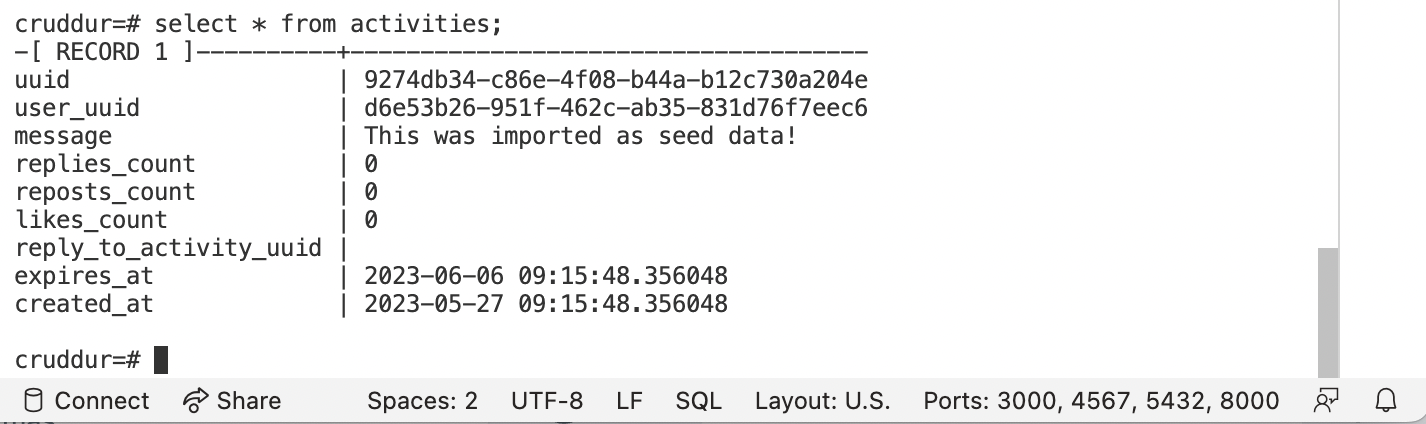 cruddur=# select * from activities;
-[ RECORD 1 ]----------+-------------------------------------
uuid                   | 9274db34-c86e-4f08-b44a-b12c730a204e
user_uuid              | d6e53b26-951f-462c-ab35-831d76f7eec6
message                | This was imported as seed data!
replies_count          | 0
reposts_count          | 0
likes_count            | 0
reply_to_activity_uuid |
expires_at             | 2023-06-06 09:15:48.356048
created_at             | 2023-05-27 09:15:48.356048
cruddur=#
Connect Share Spaces: 2 UTF-8 LF SQL Layout: U.S. Ports: 3000, 4567, 5432, 8000